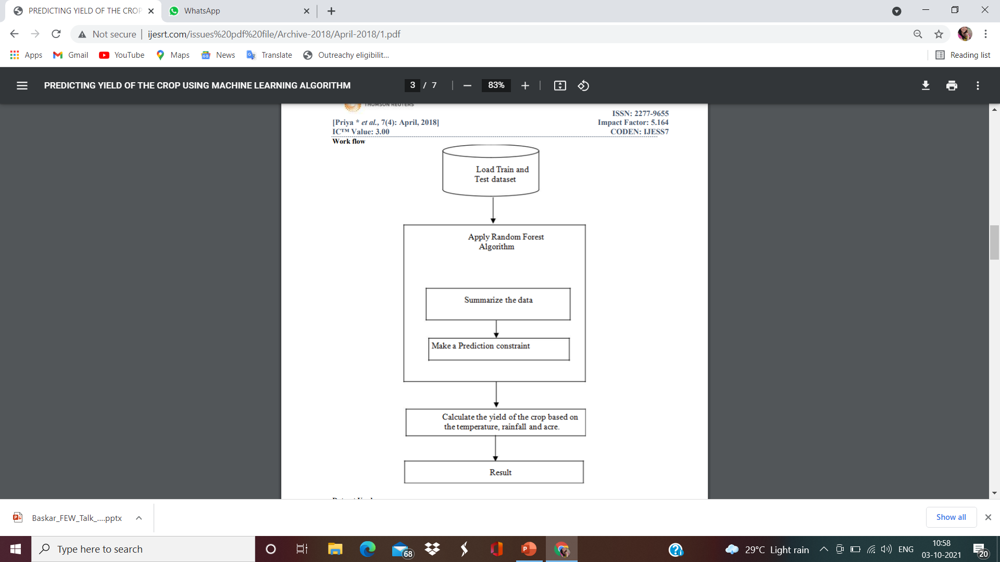 PREDICTING YIELD OF THE CROP
WhatsApp
Not secure
ijesrt.com/issues%20pdf%20file/Archive-2018/April-2018/1.pdf
Apps
Gmail
YouTube
Maps
News
Translate
Outreachy eligibilit...
Reading list
PREDICTING YIELD OF THE CROP USING MACHINE LEARNING ALGORITHM
3 / 7
83%
THOMSON REUTERS
ISSN: 2277-9655
[Priya * et al., 7(4): April, 2018]
Impact Factor: 5.164
IC™ Value: 3.00
CODEN: IJESS7
Work flow
Load Train and
Test dataset
Apply Random Forest
Algorithm
Summarize the data
Make a Prediction constraint
Calculate the yield of the crop based on
the temperature, rainfall and acre.
Result
Baskar_FEW_Talk_....pptx
Show all
Type here to search
68
29°C Light rain
ENG
10:58
03-10-2021
20